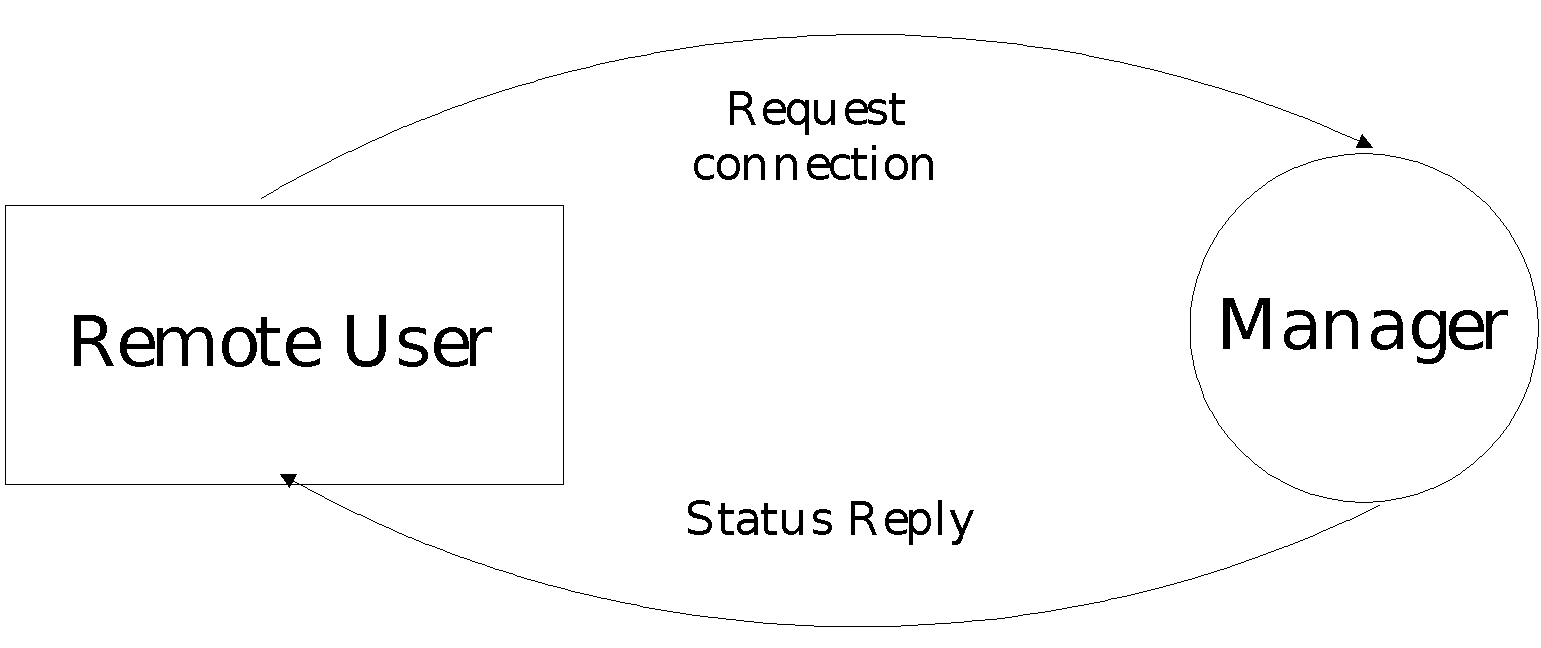 Request
connection
Remote User
Manager
Status Reply